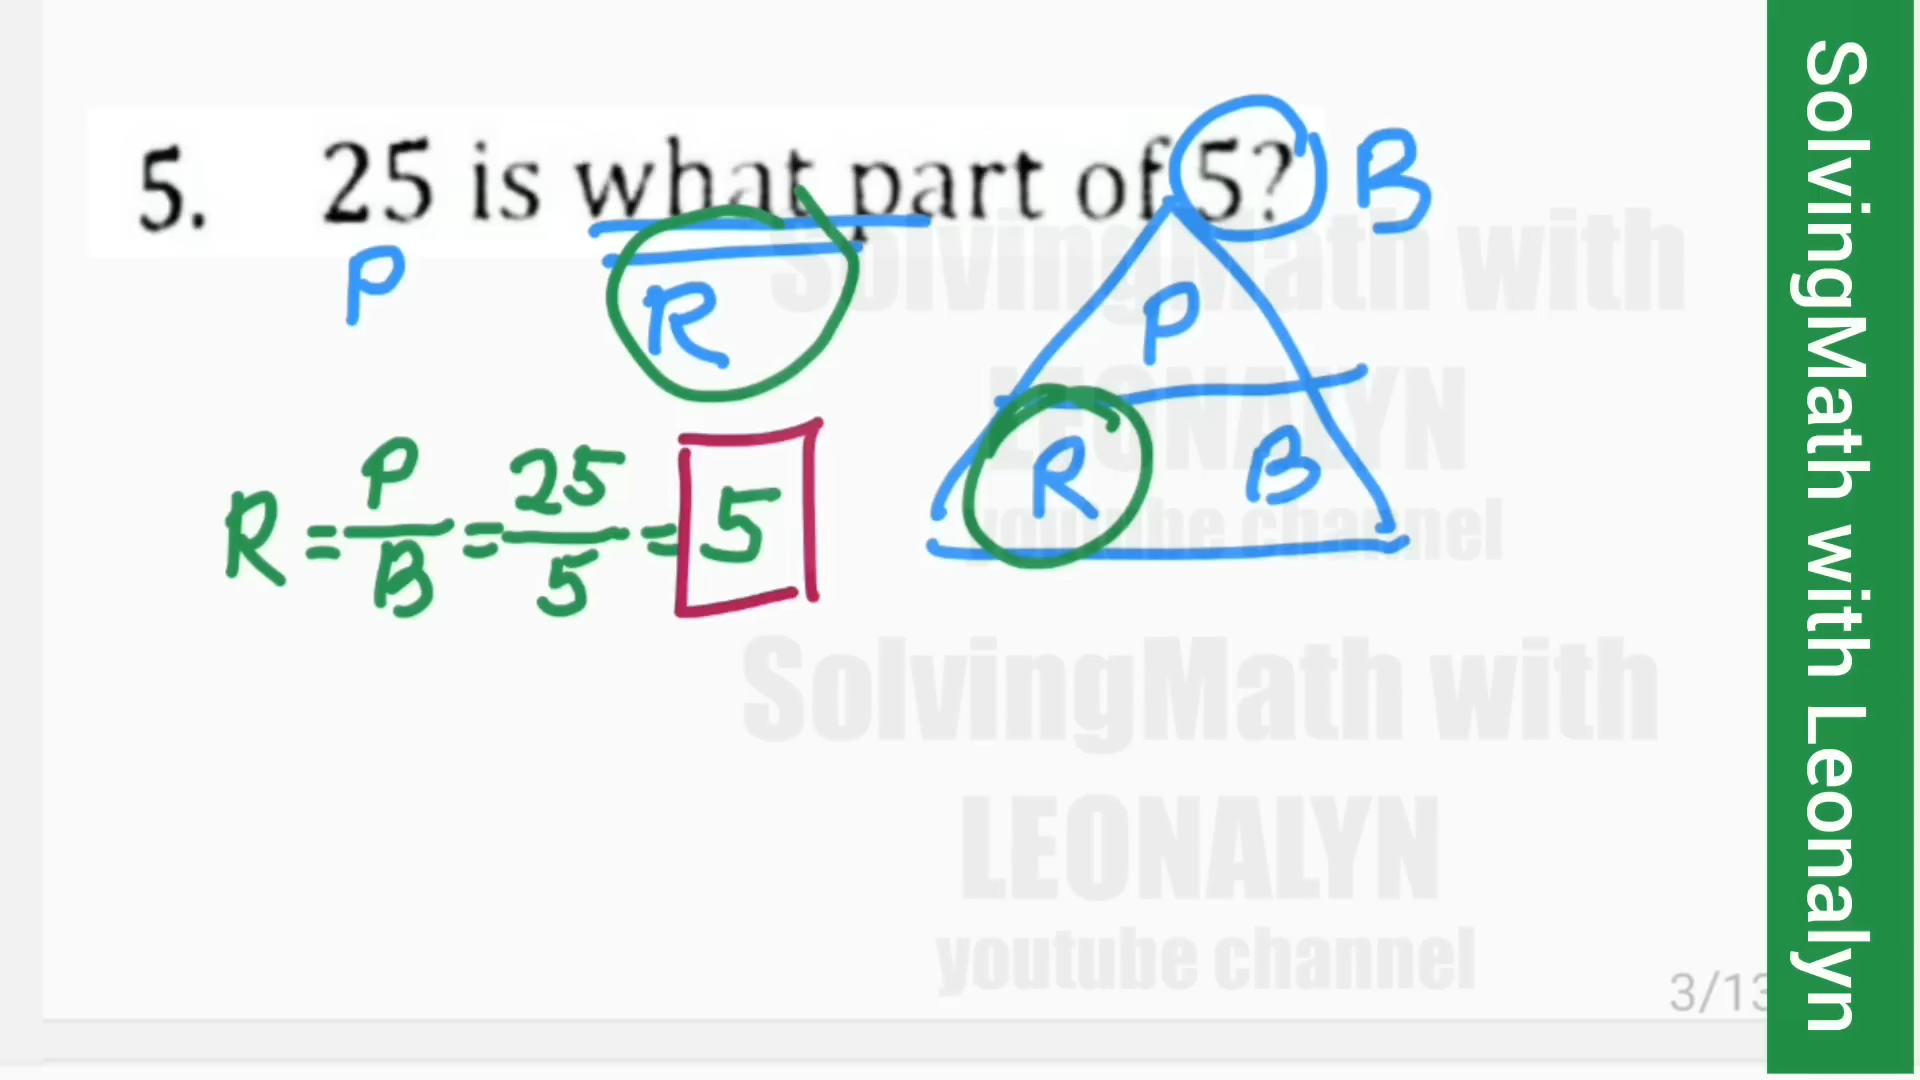 5. 25 is what part of 5? B
P
R
P
R B
R = P/B = 25/5 = 5
SolvingMath with
LEONALYN
youtube channel
SolvingMath with
LEONALYN
youtube channel
3/13
SolvingMath with Leonalyn